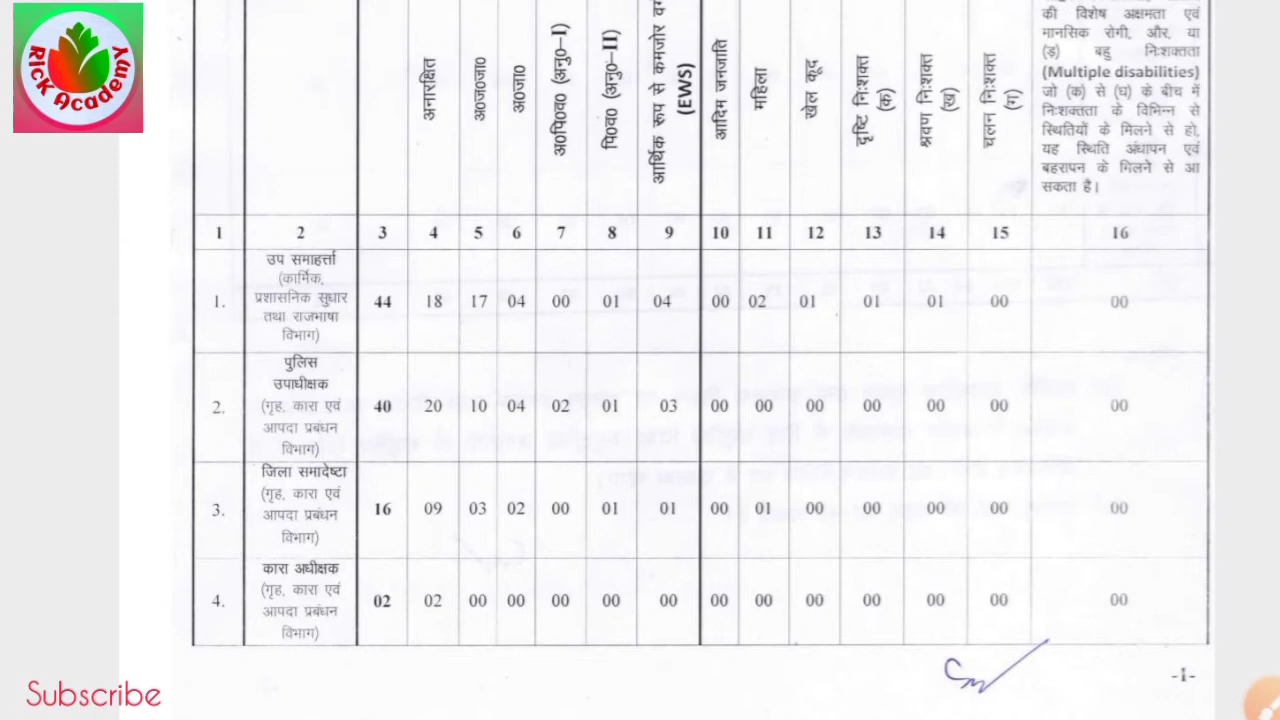 Rick Academy
की विशेष अक्षमता एवं
मानसिक रोगी, और, या
(ड़) बहु निःशक्तता
(Multiple disabilities)
जो (क) से (घ) के बीच में
निःशक्तता के विभिन्न से
स्थितियों के मिलने से हो,
यह स्थिति अंधापन एवं
बहरापन के मिलने से आ
सकता है।
अनारक्षित
अ०ज०जा०
अ०जा०
अ०पि०व० (अनु०-I)
पि०व० (अनु०-II)
आर्थिक रूप से कमजोर
(EWS)
आदिम जनजाति
महिला
खेल कूद
दृष्टि निःशक्त
(क)
श्रवण निःशक्त
(ख)
चलन निःशक्त
(ग)
1 2 3 4 5 6 7 8 9 10 11 12 13 14 15 16
उप समाहर्त्ता
(कार्मिक,
प्रशासनिक सुधार
तथा राजभाषा
विभाग)
1. 44 18 17 04 00 01 04 00 02 01 01 01 00 00
पुलिस
उपाधीक्षक
(गृह, कारा एवं
आपदा प्रबंधन
विभाग)
2. 40 20 10 04 02 01 03 00 00 00 00 00 00 00
जिला समादेष्टा
(गृह, कारा एवं
आपदा प्रबंधन
विभाग)
3. 16 09 03 02 00 01 01 00 01 00 00 00 00 00
कारा अधीक्षक
(गृह, कारा एवं
आपदा प्रबंधन
विभाग)
4. 02 02 00 00 00 00 00 00 00 00 00 00 00 00
-1-
Subscribe